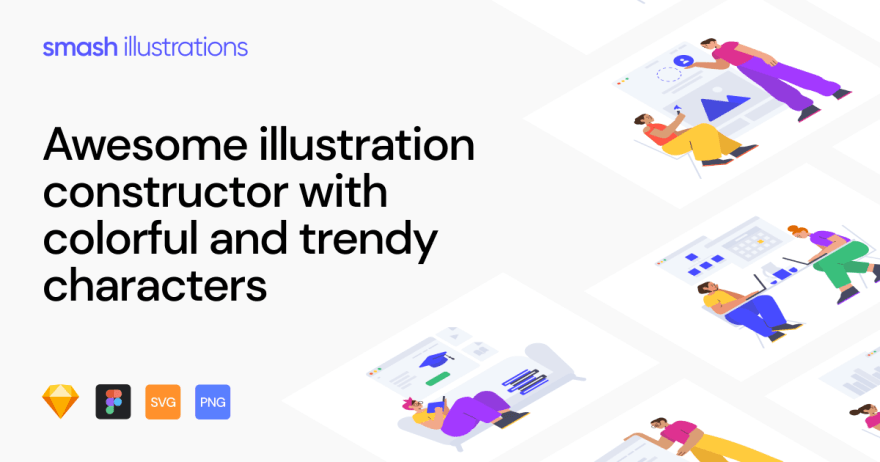 smash illustrations
Awesome illustration
constructor with
colorful and trendy
characters
SVG
PNG